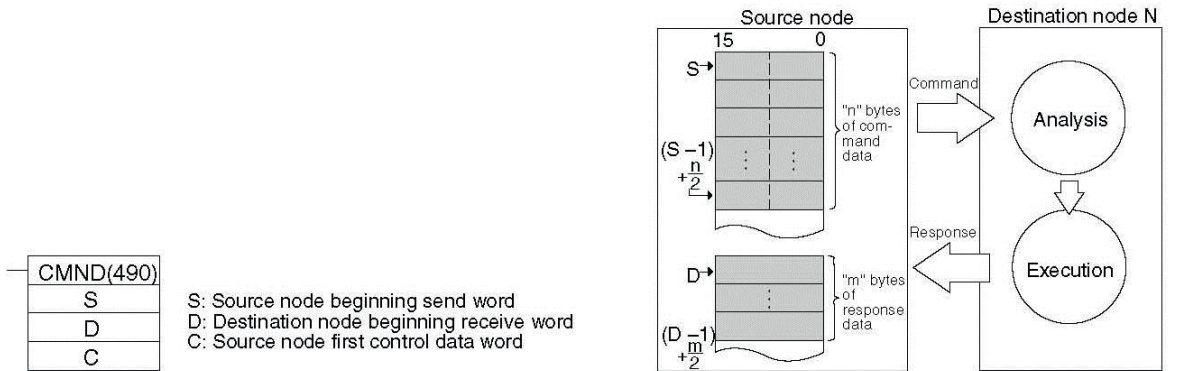 CMND(490)
S
D
C
S: Source node beginning send word
D: Destination node beginning receive word
C: Source node first control data word
Source node
15 0
S
(S –1)
+n/2
"n" bytes
of com-
mand
data
D
(D –1)
+m/2
"m" bytes
of
response
data
Command
Response
Destination node N
Analysis
Execution